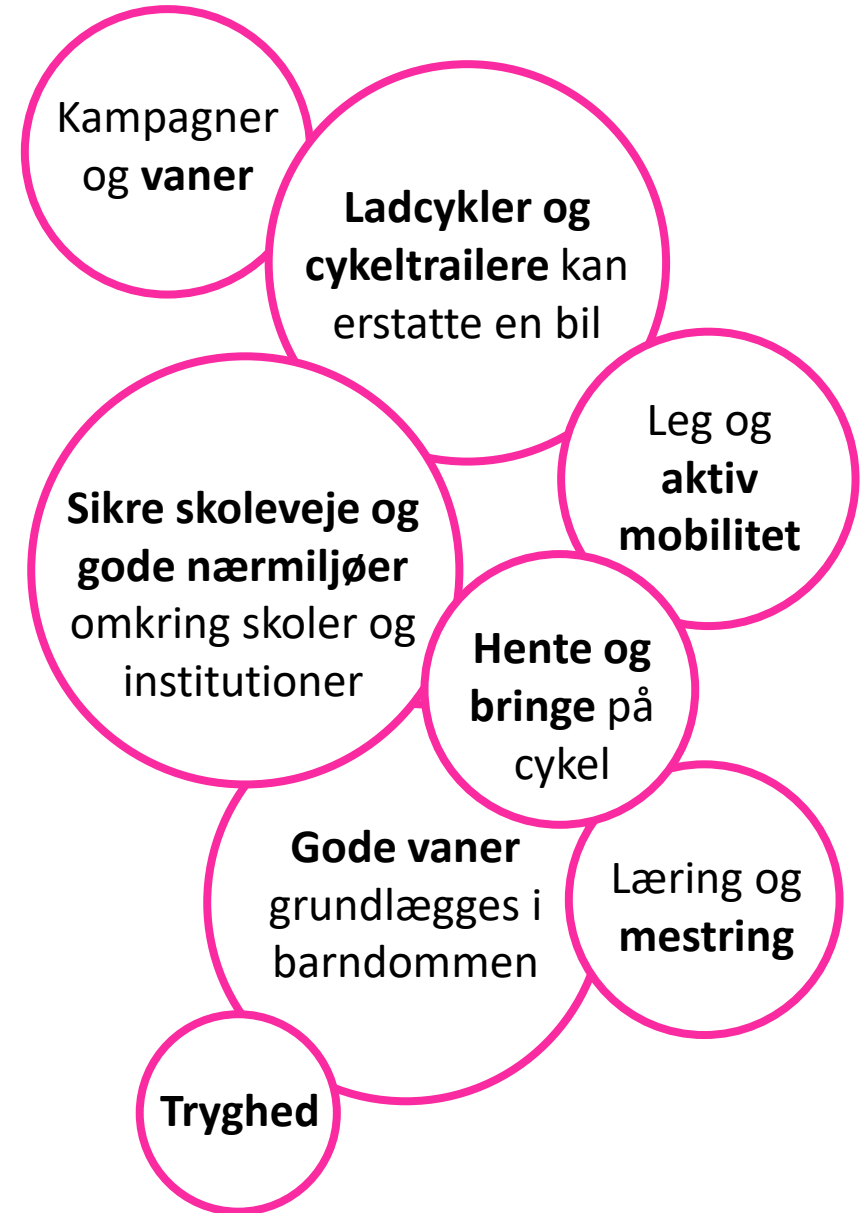 Kampagner
og vaner
Ladcykler og
cykeltrailere kan
erstatte en bil
Leg og
aktiv
mobilitet
Sikre skoleveje og
gode nærmiljøer
omkring skoler og
institutioner
Hente og
bringe på
cykel
Gode vaner
grundlægges i
barndommen
Læring og
mestring
Tryghed